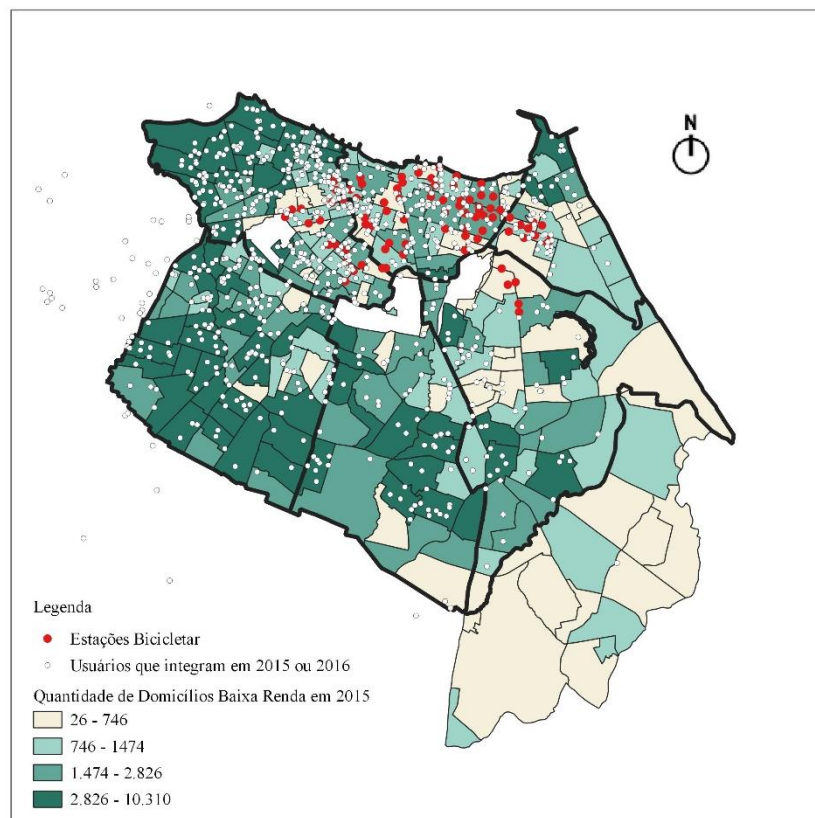 N
Legenda
Estações Bicicletar
Usuários que integram em 2015 ou 2016
Quantidade de Domicílios Baixa Renda em 2015
26 - 746
746 - 1474
1.474 - 2.826
2.826 - 10.310